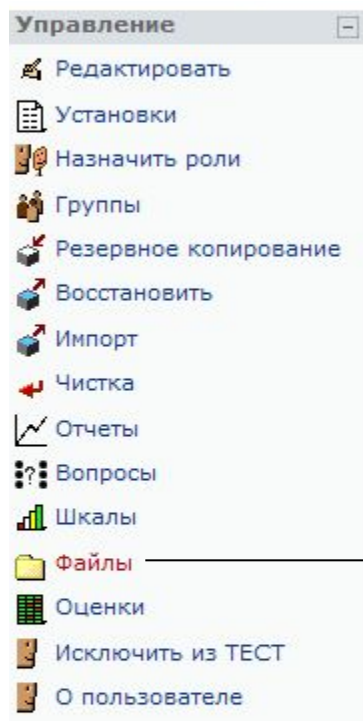 Управление
Редактировать
Установки
Назначить роли
Группы
Резервное копирование
Восстановить
Импорт
Чистка
Отчеты
Вопросы
Шкалы
Файлы
Оценки
Исключить из ТЕСТ
О пользователе